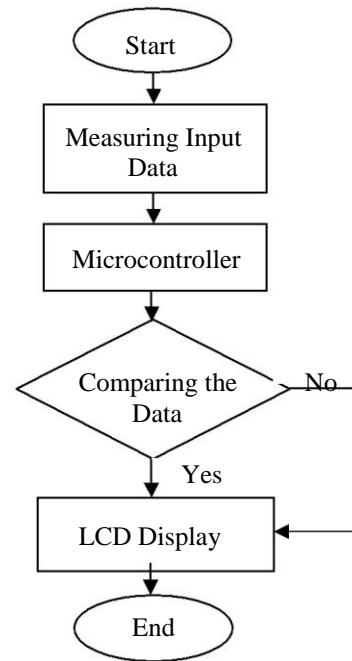 Start
Measuring Input
Data
Microcontroller
Comparing the
Data
No
Yes
LCD Display
End